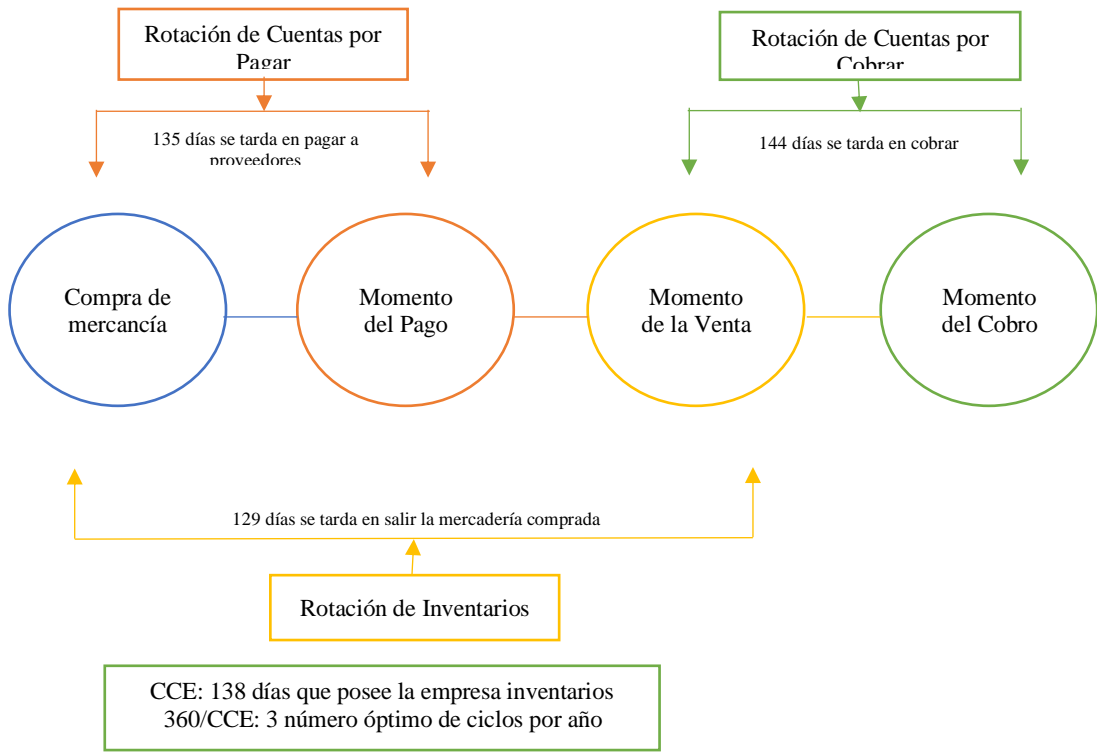 Rotación de Cuentas por
Pagar
Rotación de Cuentas por
Cobrar
135 días se tarda en pagar a
proveedores
144 días se tarda en cobrar
Compra de
mercancía
Momento
del Pago
Momento
de la Venta
Momento
del Cobro
129 días se tarda en salir la mercadería comprada
Rotación de Inventarios
CCE: 138 días que posee la empresa inventarios
360/CCE: 3 número óptimo de ciclos por año